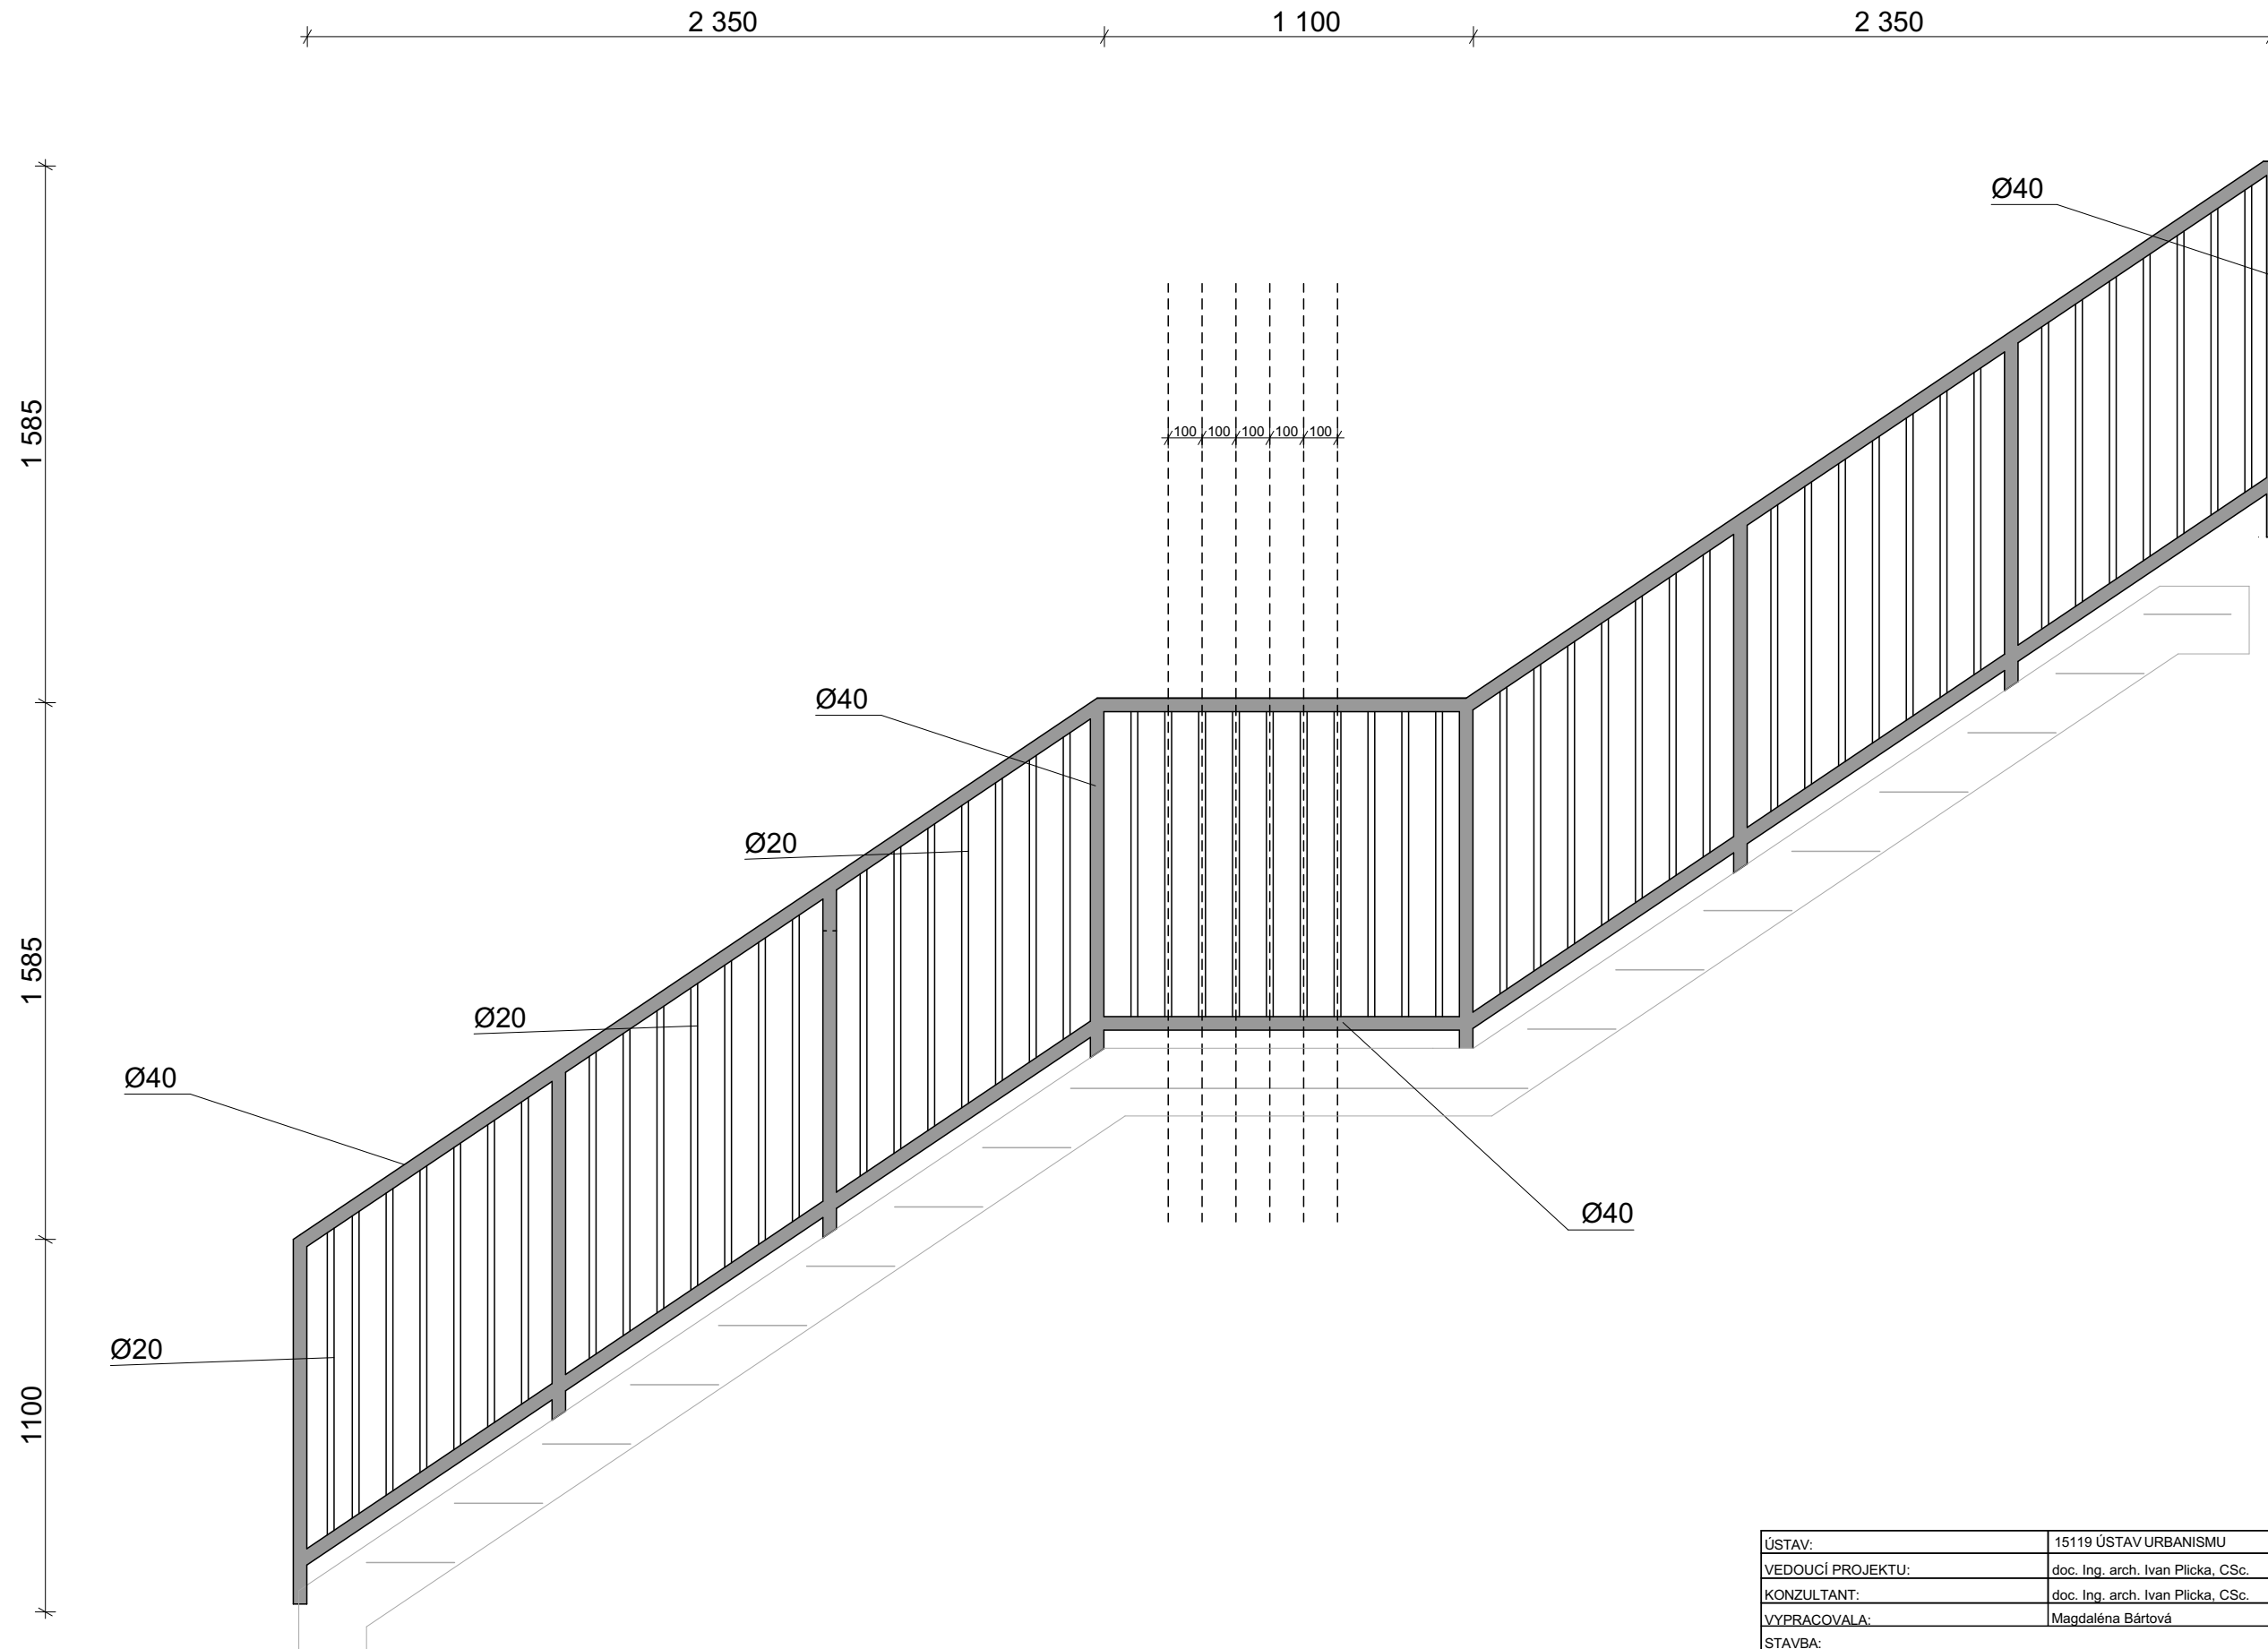 2 350
1 100
2 350
Ø40
1 585
100 100 100 100 100
Ø40
Ø20
1 585
Ø20
Ø40
Ø40
Ø20
1100
ÚSTAV: 15119 ÚSTAV URBANISMU
VEDOUCÍ PROJEKTU: doc. Ing. arch. Ivan Plicka, CSc.
KONZULTANT: doc. Ing. arch. Ivan Plicka, CSc.
VYPRACOVALA: Magdaléna Bártová
STAVBA: